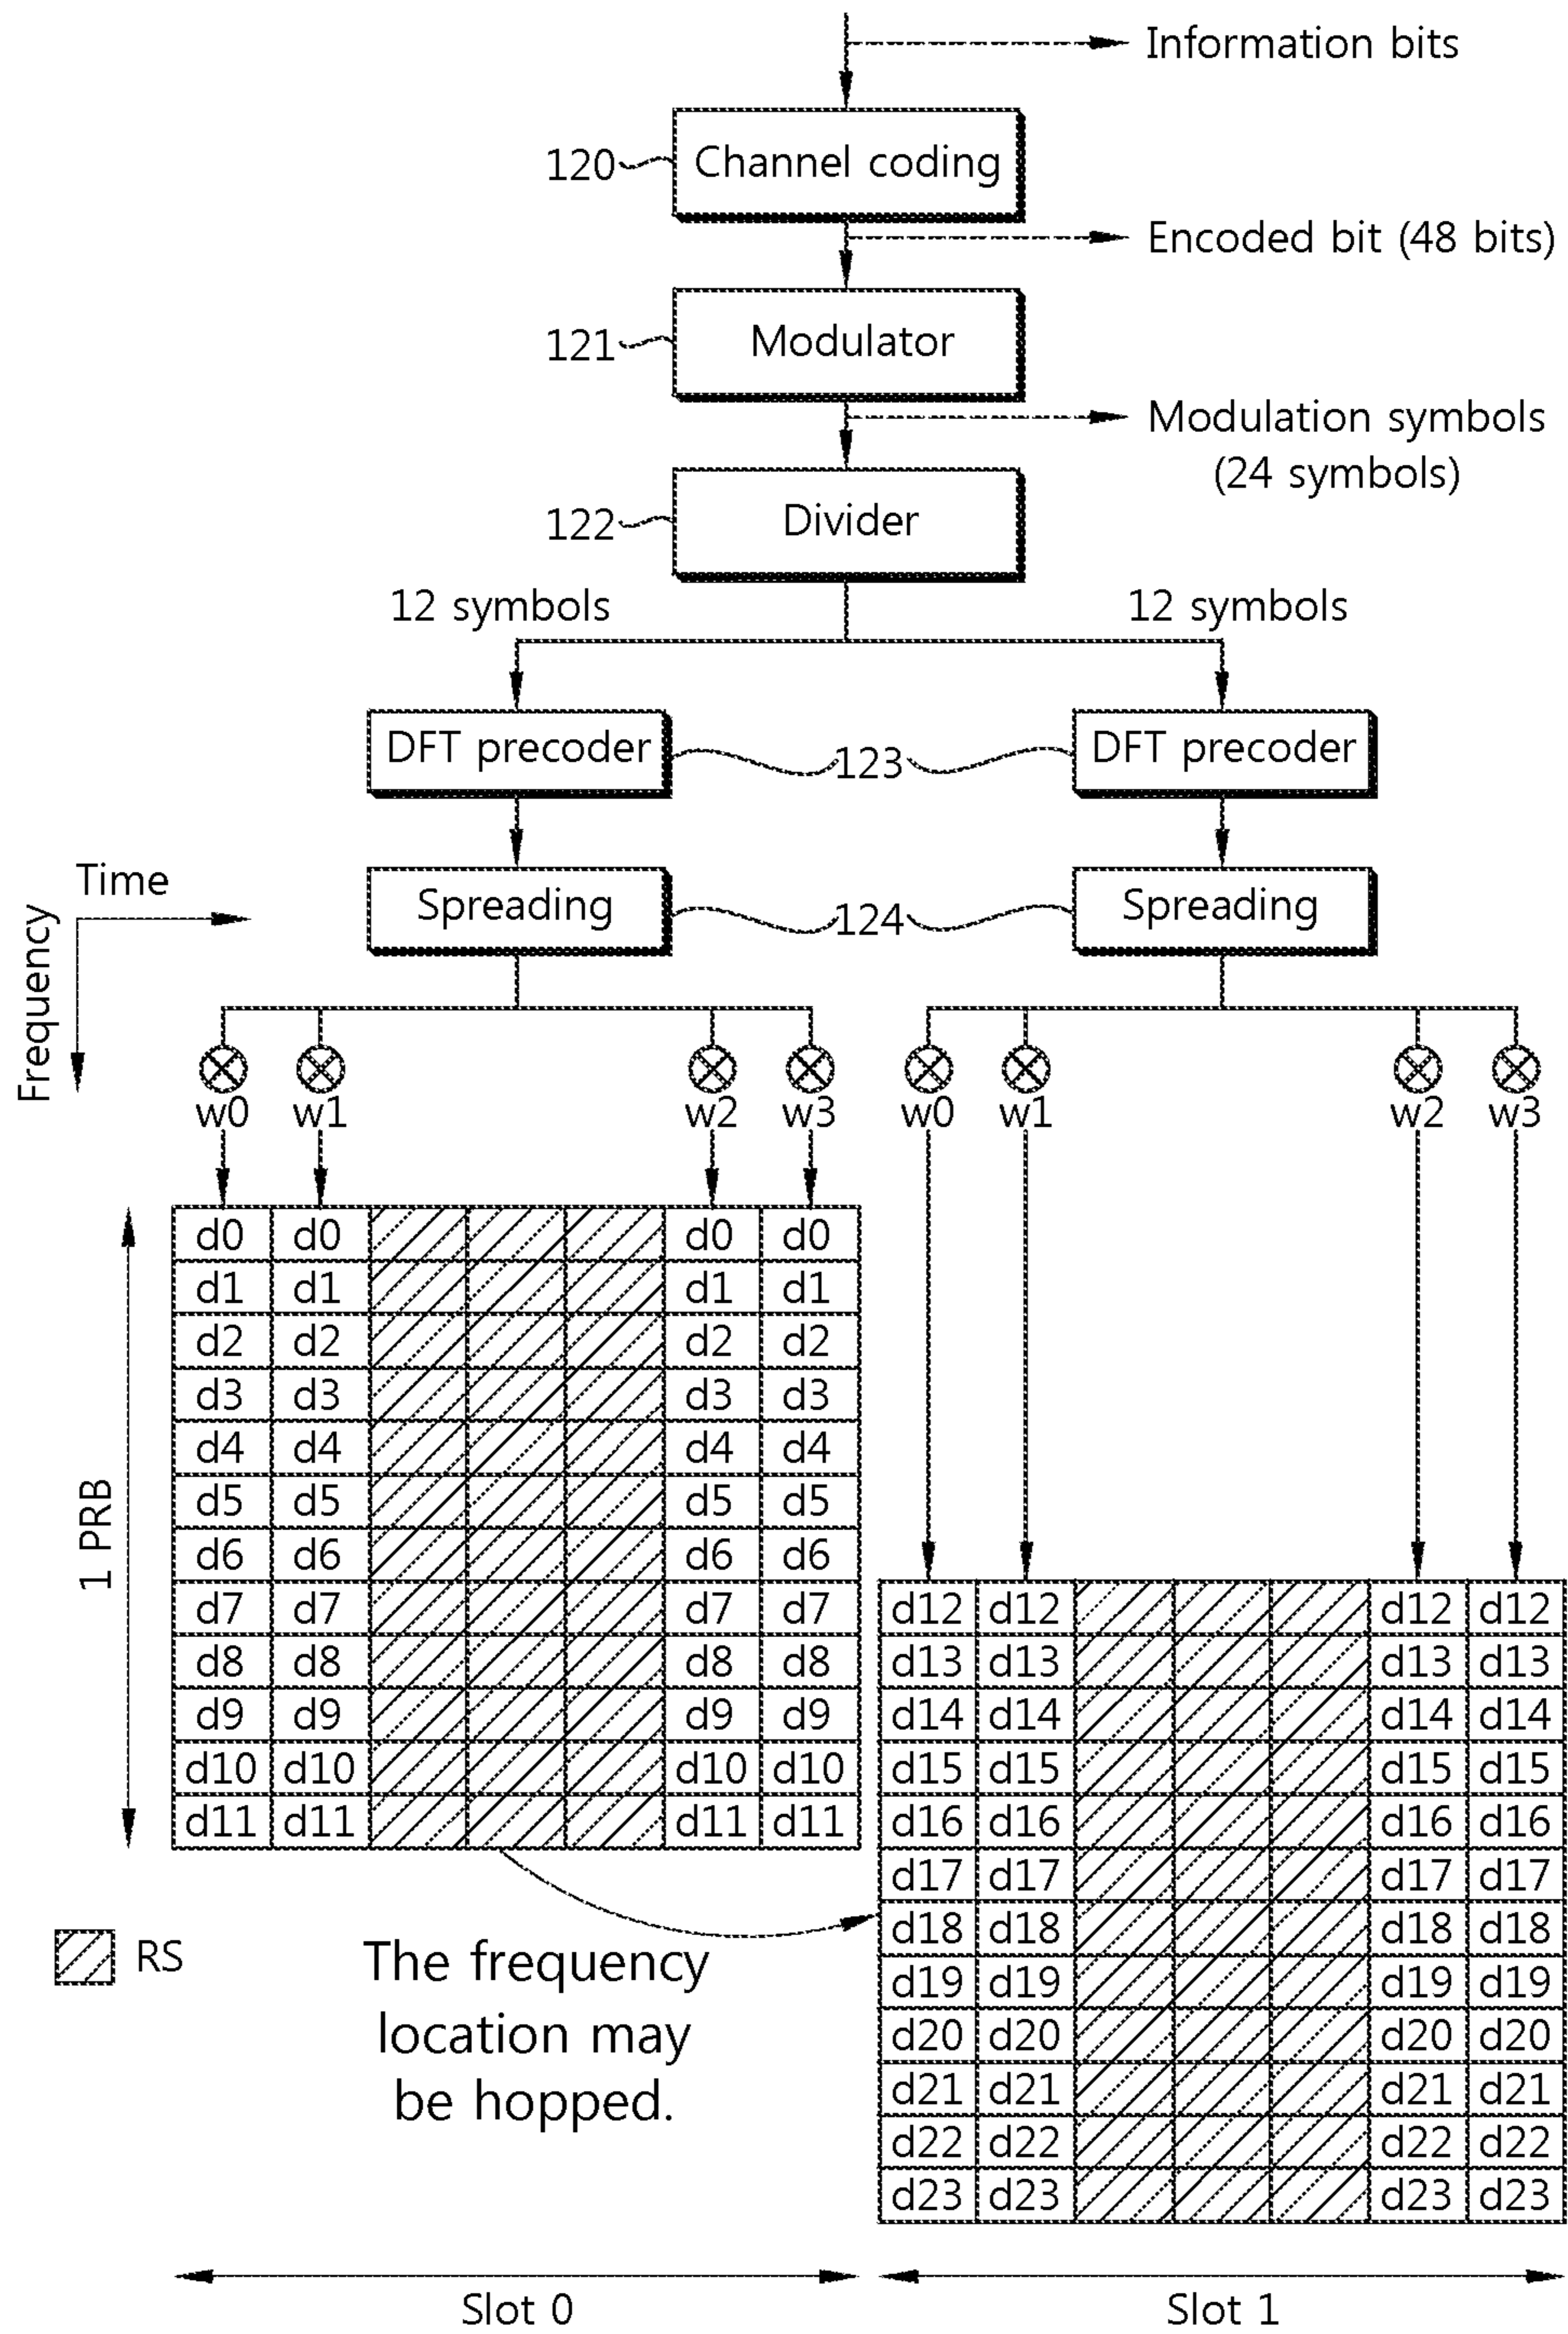 Information bits
120 Channel coding
Encoded bit (48 bits)
121 Modulator
Modulation symbols
(24 symbols)
122 Divider
12 symbols 12 symbols
DFT precoder 123 DFT precoder
Time
Frequency
Spreading 124 Spreading
w0 w1 w2 w3 w0 w1 w2 w3
1 PRB
d0 d0 d0 d0
d1 d1 d1 d1
d2 d2 d2 d2
d3 d3 d3 d3
d4 d4 d4 d4
d5 d5 d5 d5
d6 d6 d6 d6
d7 d7 d7 d7 d12 d12 d12 d12
d8 d8 d8 d8 d13 d13 d13 d13
d9 d9 d9 d9 d14 d14 d14 d14
d10 d10 d10 d10 d15 d15 d15 d15
d11 d11 d11 d11 d16 d16 d16 d16
d17 d17 d17 d17
d18 d18 d18 d18
d19 d19 d19 d19
d20 d20 d20 d20
d21 d21 d21 d21
d22 d22 d22 d22
d23 d23 d23 d23
RS
The frequency
location may
be hopped.
Slot 0 Slot 1